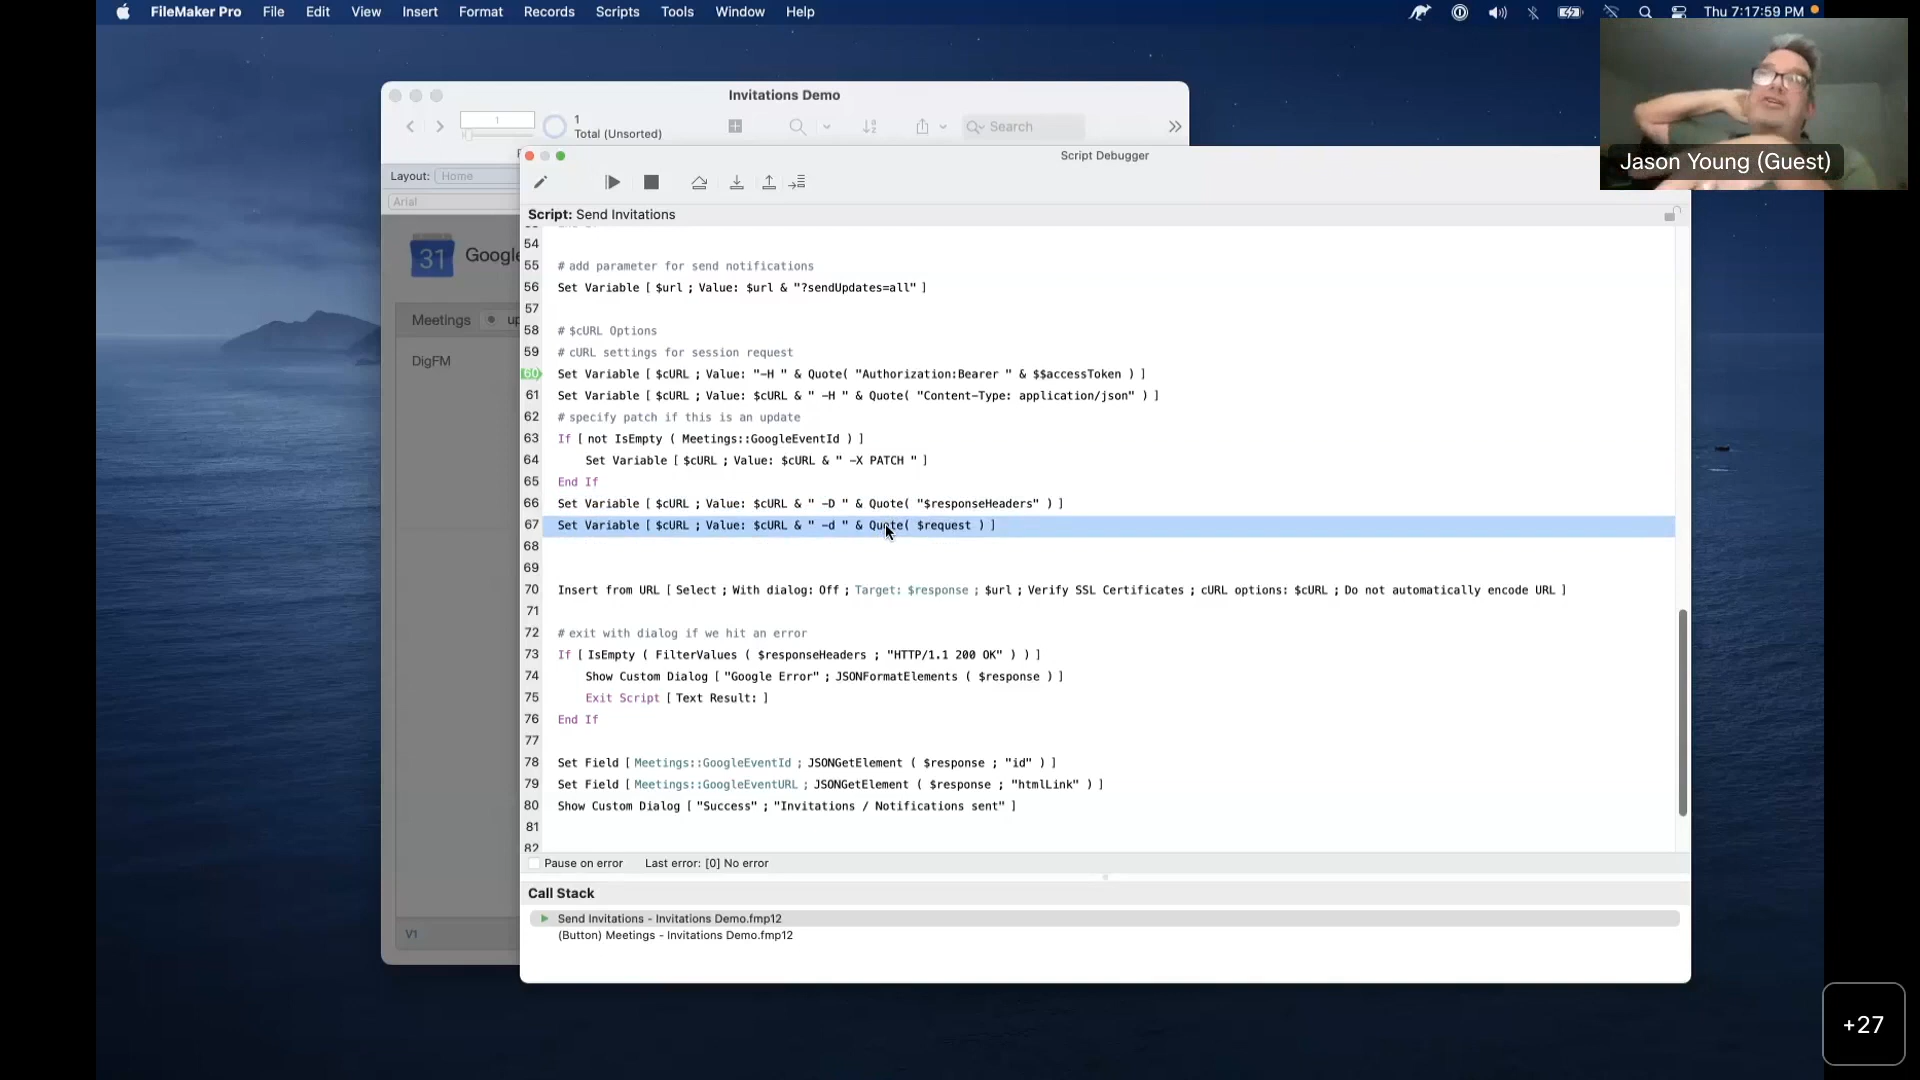 FileMaker Pro File Edit View Insert Format Records Scripts Tools Window Help Thu 7:17:59 PM
Jason Young (Guest)
Invitations Demo
1
1
Total (Unsorted)
Search
Layout: Home
Arial
31 Google
Meetings up
DigFM
V1
Script Debugger
Script: Send Invitations
54
55 # add parameter for send notifications
56 Set Variable [ $url ; Value: $url & "?sendUpdates=all" ]
57
58 # $cURL Options
59 # cURL settings for session request
60 Set Variable [ $cURL ; Value: "-H " & Quote( "Authorization:Bearer " & $$accessToken ) ]
61 Set Variable [ $cURL ; Value: $cURL & " -H " & Quote( "Content-Type: application/json" ) ]
62 # specify patch if this is an update
63 If [ not IsEmpty ( Meetings::GoogleEventId ) ]
64 Set Variable [ $cURL ; Value: $cURL & " -X PATCH " ]
65 End If
66 Set Variable [ $cURL ; Value: $cURL & " -D " & Quote( "$responseHeaders" ) ]
67 Set Variable [ $cURL ; Value: $cURL & " -d " & Quote( $request ) ]
68
69
70 Insert from URL [ Select ; With dialog: Off ; Target: $response ; $url ; Verify SSL Certificates ; cURL options: $cURL ; Do not automatically encode URL ]
71
72 # exit with dialog if we hit an error
73 If [ IsEmpty ( FilterValues ( $responseHeaders ; "HTTP/1.1 200 OK" ) ) ]
74 Show Custom Dialog [ "Google Error" ; JSONFormatElements ( $response ) ]
75 Exit Script [ Text Result: ]
76 End If
77
78 Set Field [ Meetings::GoogleEventId ; JSONGetElement ( $response ; "id" ) ]
79 Set Field [ Meetings::GoogleEventURL ; JSONGetElement ( $response ; "htmlLink" ) ]
80 Show Custom Dialog [ "Success" ; "Invitations / Notifications sent" ]
81
82
Pause on error Last error: [0] No error
Call Stack
Send Invitations - Invitations Demo.fmp12
(Button) Meetings - Invitations Demo.fmp12
+27